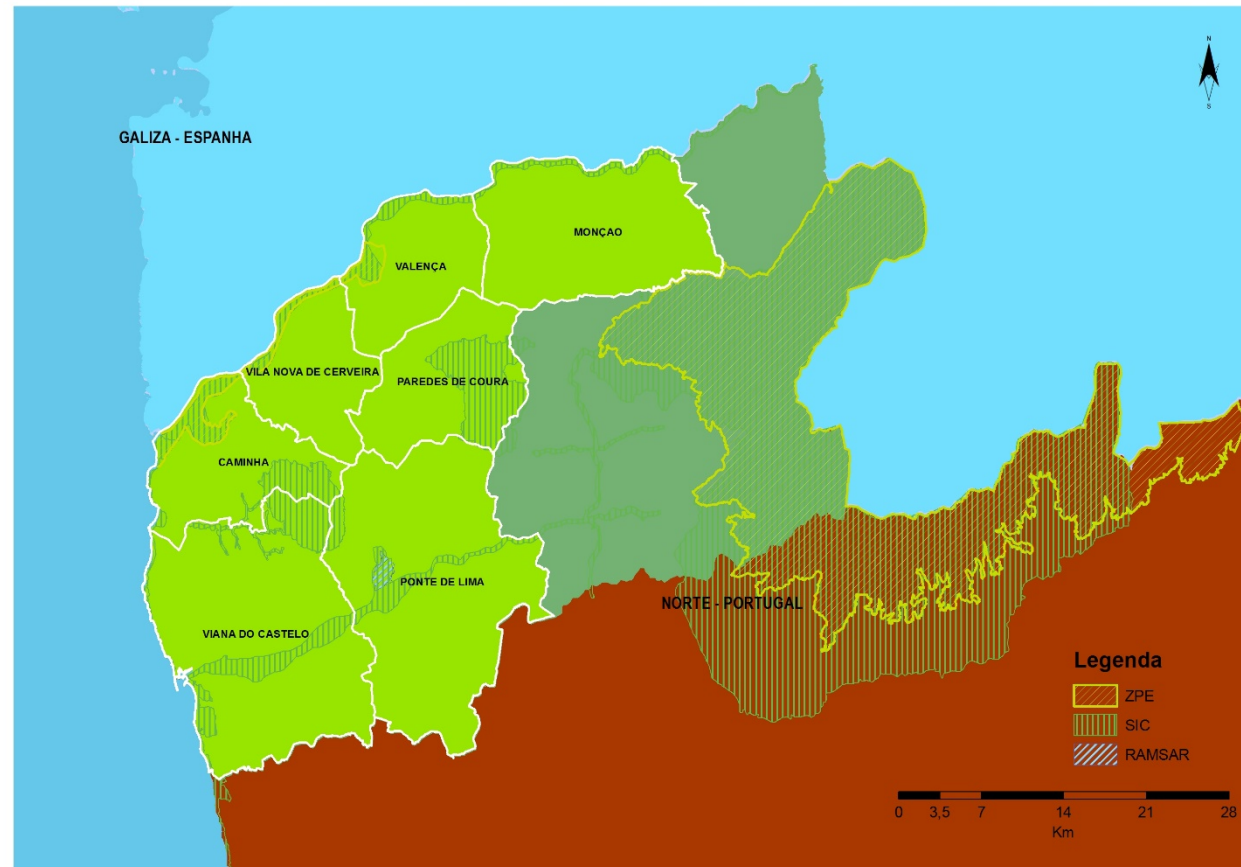 N
S
GALIZA - ESPANHA
MONÇAO
VALENÇA
VILA NOVA DE CERVEIRA
PAREDES DE COURA
CAMINHA
PONTE DE LIMA
NORTE - PORTUGAL
VIANA DO CASTELO
Legenda
ZPE
SIC
RAMSAR
0 3,5 7 14 21 28
Km